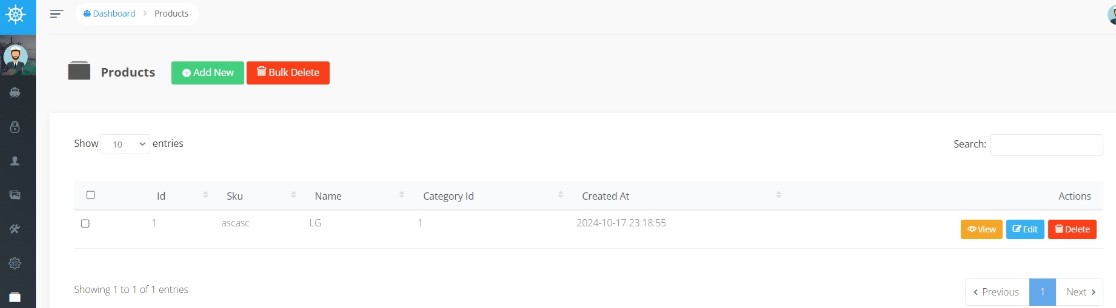 Dashboard > Products
Products Add New Bulk Delete
Show 10 entries Search:
Id Sku Name Category Id Created At Actions
1 ascasc LG 1 2024-10-17 23:18:55 View Edit Delete
Showing 1 to 1 of 1 entries < Previous 1 Next >